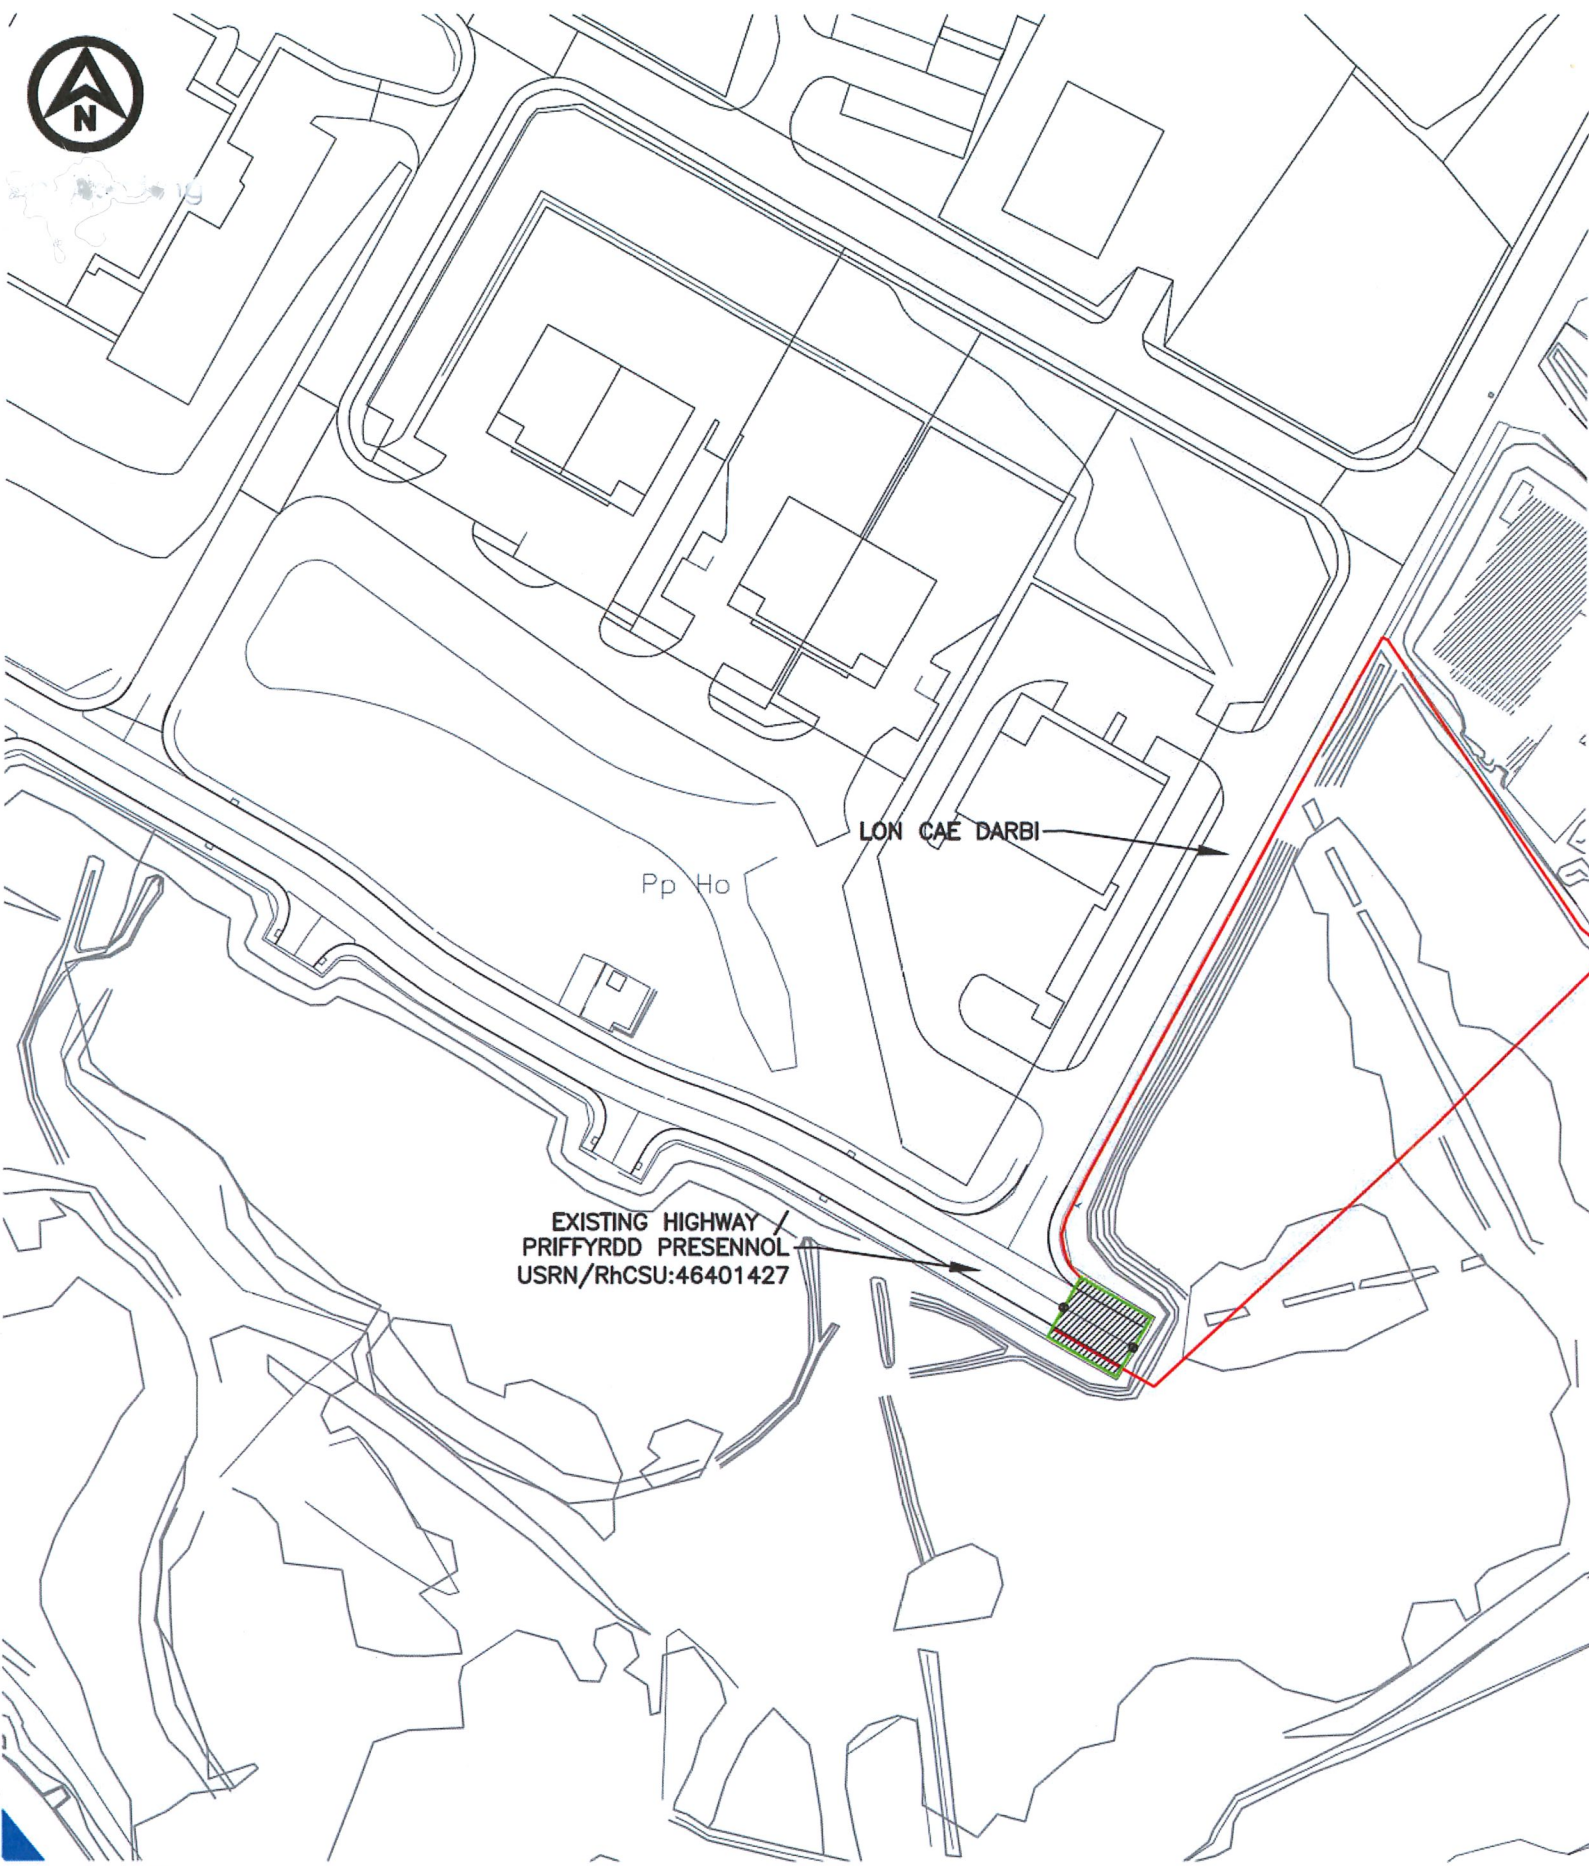 N
LON CAE DARBI
Pp Ho
EXISTING HIGHWAY /
PRIFFYRDD PRESENNOL
USRN/RhCSU:46401427